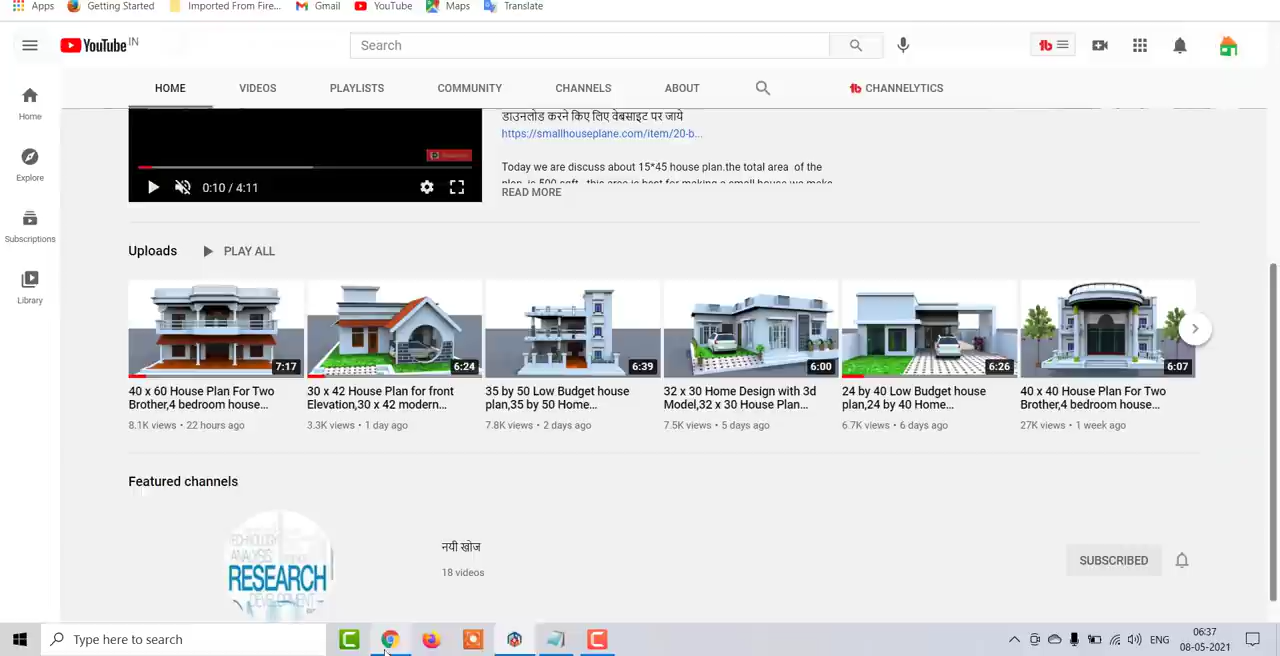 Apps Getting Started Imported From Fire... Gmail YouTube Maps Translate
YouTube IN
Search
HOME VIDEOS PLAYLISTS COMMUNITY CHANNELS ABOUT CHANNELYTICS
Home
Explore
Subscriptions
Library
डाउनलोड करने किए लिए वेबसाइट पर जाये
https://smallhouseplane.com/item/20-b...
Today we are discuss about 15*45 house plan.the total area of the
READ MORE
0:10 / 4:11
Uploads PLAY ALL
7:17 6:24 6:39 6:00 6:26 6:07
40 x 60 House Plan For Two
Brother,4 bedroom house...
8.1K views • 22 hours ago
30 x 42 House Plan for front
Elevation,30 x 42 modern...
3.3K views • 1 day ago
35 by 50 Low Budget house
plan,35 by 50 Home...
7.8K views • 2 days ago
32 x 30 Home Design with 3d
Model,32 x 30 House Plan...
7.5K views • 5 days ago
24 by 40 Low Budget house
plan,24 by 40 Home...
6.7K views • 6 days ago
40 x 40 House Plan For Two
Brother,4 bedroom house...
27K views • 1 week ago
Featured channels
TECHNOLOGY
ANALYSIS
RESEARCH
DEVELOPMENT
नयी खोज
18 videos
SUBSCRIBED
Type here to search
ENG
06:37
08-05-2021